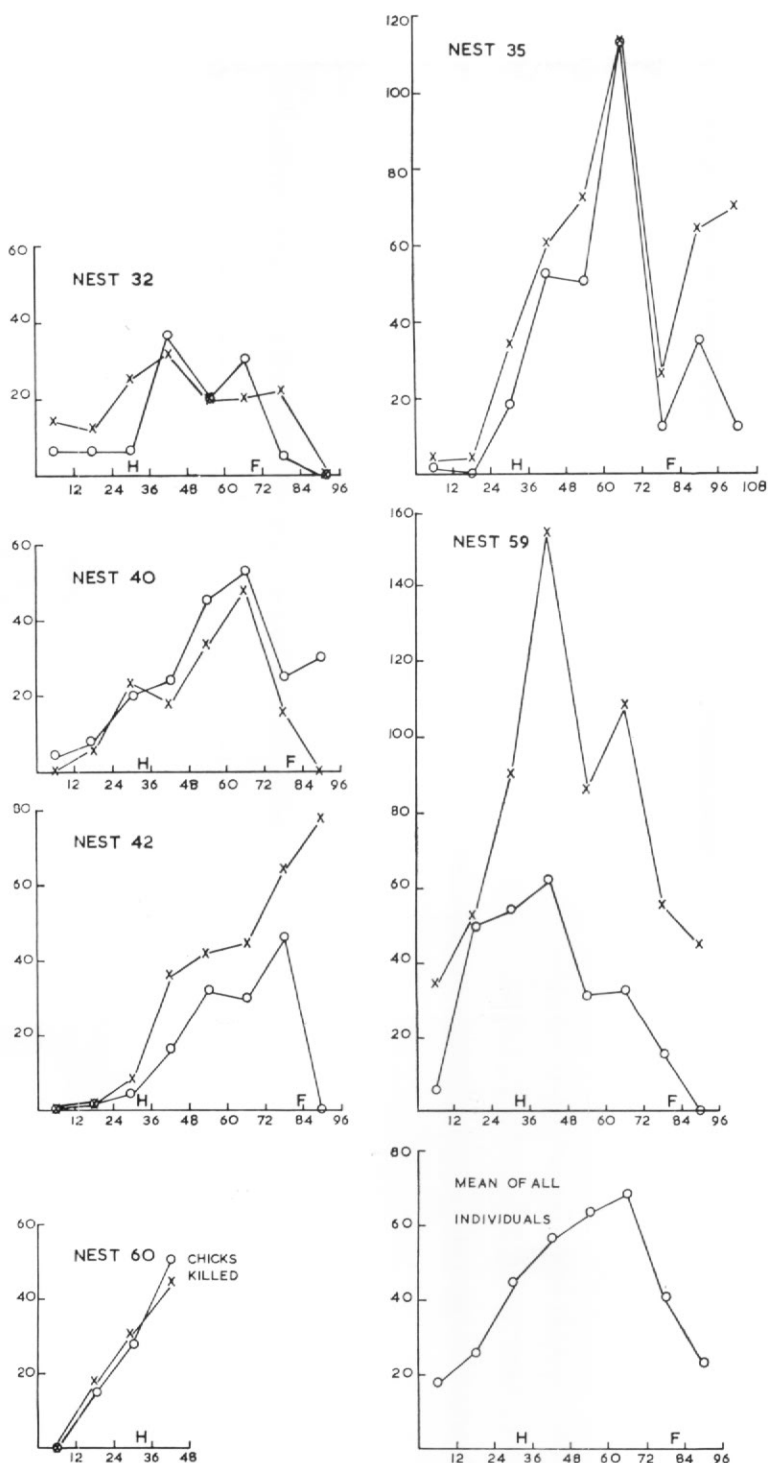 NEST 32
60
40
20
H
F
12 24 36 48 60 72 84 96
NEST 35
120
100
80
60
40
20
H
F
12 24 36 48 60 72 84 96 108
NEST 40
60
40
20
H
F
12 24 36 48 60 72 84 96
NEST 59
160
140
120
100
80
60
40
20
H
F
12 24 36 48 60 72 84 96
NEST 42
80
60
40
20
H
F
12 24 36 48 60 72 84 96
NEST 60
CHICKS
KILLED
60
40
20
H
12 24 36 48
MEAN OF ALL
INDIVIDUALS
80
60
40
20
H
F
12 24 36 48 60 72 84 96